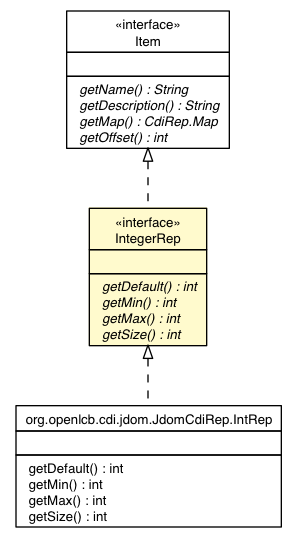 «interface»
Item
getName() : String
getDescription() : String
getMap() : CdiRep.Map
getOffset() : int
«interface»
IntegerRep
getDefault() : int
getMin() : int
getMax() : int
getSize() : int
org.openlcb.cdi.jdom.JdomCdiRep.IntRep
getDefault() : int
getMin() : int
getMax() : int
getSize() : int